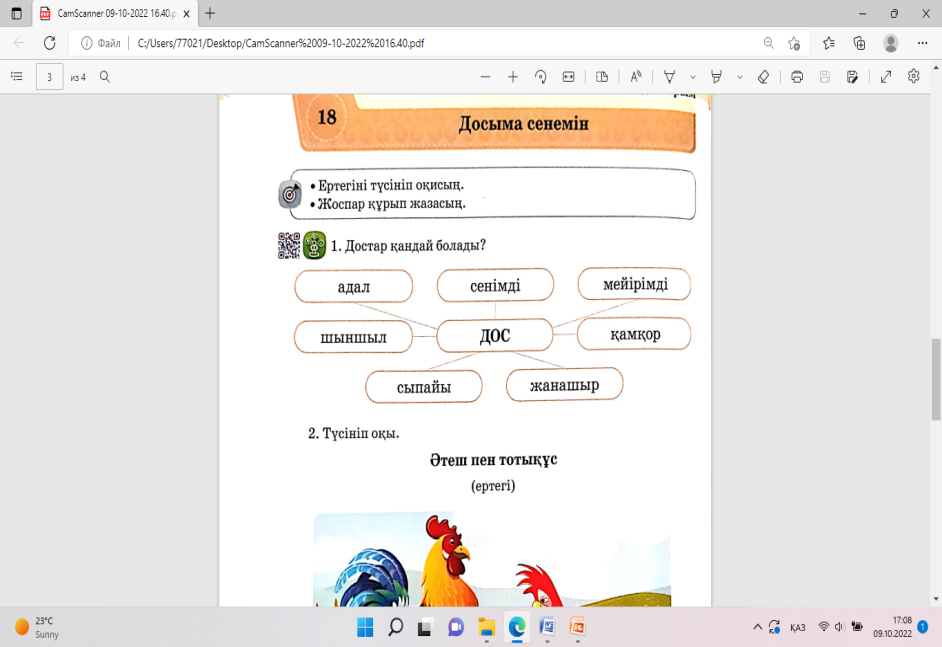 CamScanner 09-10-2022 16.40.p
Файл C:/Users/77021/Desktop/CamScanner%2009-10-2022%2016.40.pdf
3 из 4
18
Досыма сенемін
• Ертегіні түсініп оқисың.
• Жоспар құрып жазасың.
1. Достар қандай болады?
адал сенімді мейірімді
шыншыл ДОС қамқор
сыпайы жанашыр
2. Түсініп оқы.
Әтеш пен тотықұс
(ертегі)
23°C
Sunny
ҚАЗ
17:08
09.10.2022
1